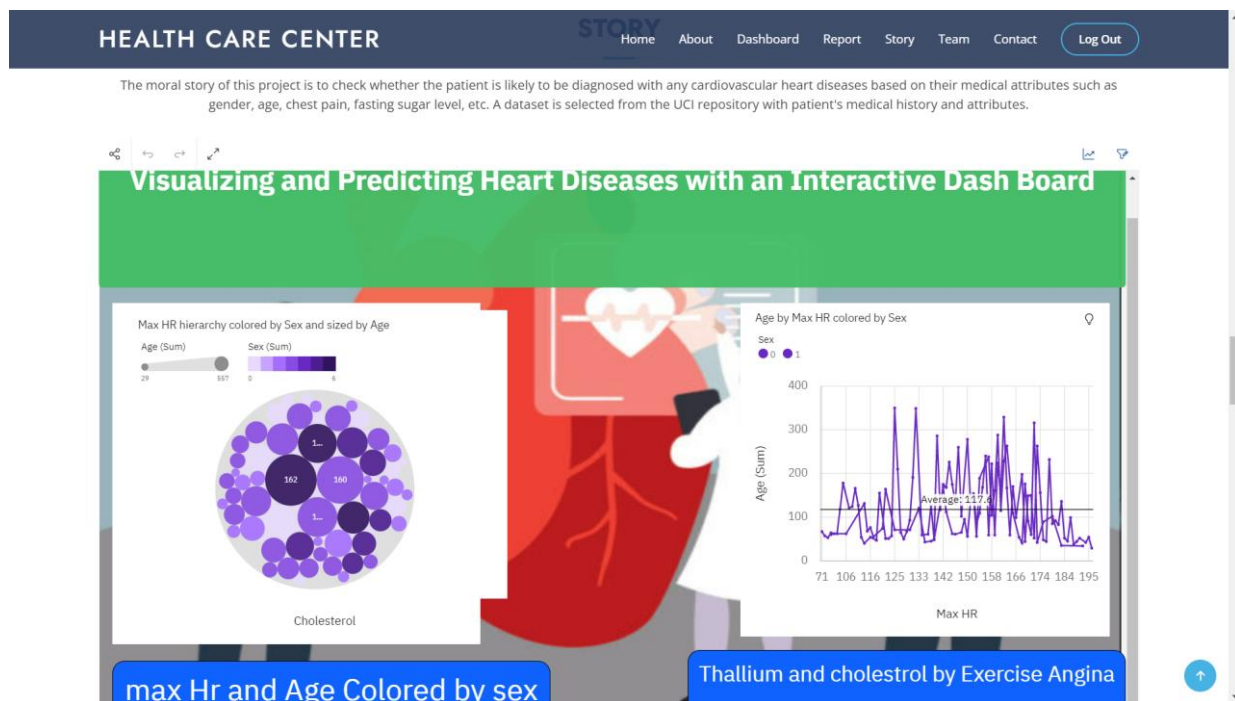 STORY
HEALTH CARE CENTER
Home About Dashboard Report Story Team Contact Log Out
The moral story of this project is to check whether the patient is likely to be diagnosed with any cardiovascular heart diseases based on their medical attributes such as
gender, age, chest pain, fasting sugar level, etc. A dataset is selected from the UCI repository with patient's medical history and attributes.
Visualizing and Predicting Heart Diseases with an Interactive Dash Board
Max HR hierarchy colored by Sex and sized by Age
Age (Sum) Sex (Sum)
29 557 0 6
1...
162 160
1...
Cholesterol
Age by Max HR colored by Sex
Sex
0 1
400
300
200
100
0
Age (Sum)
Average: 117.6
71 106 116 125 133 142 150 158 166 174 184 195
Max HR
max Hr and Age Colored by sex
Thallium and cholestrol by Exercise Angina